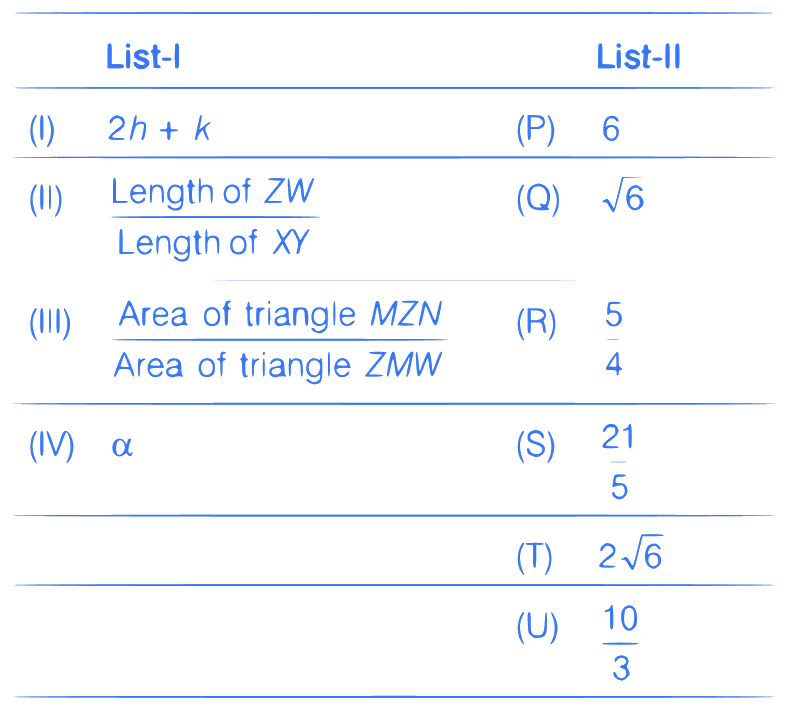 List-I List-II
(I) 2h + k (P) 6
(II) Length of ZW / Length of XY (Q) √6
(III) Area of triangle MZN / Area of triangle ZMW (R) 5/4
(IV) α (S) 21/5
(T) 2√6
(U) 10/3